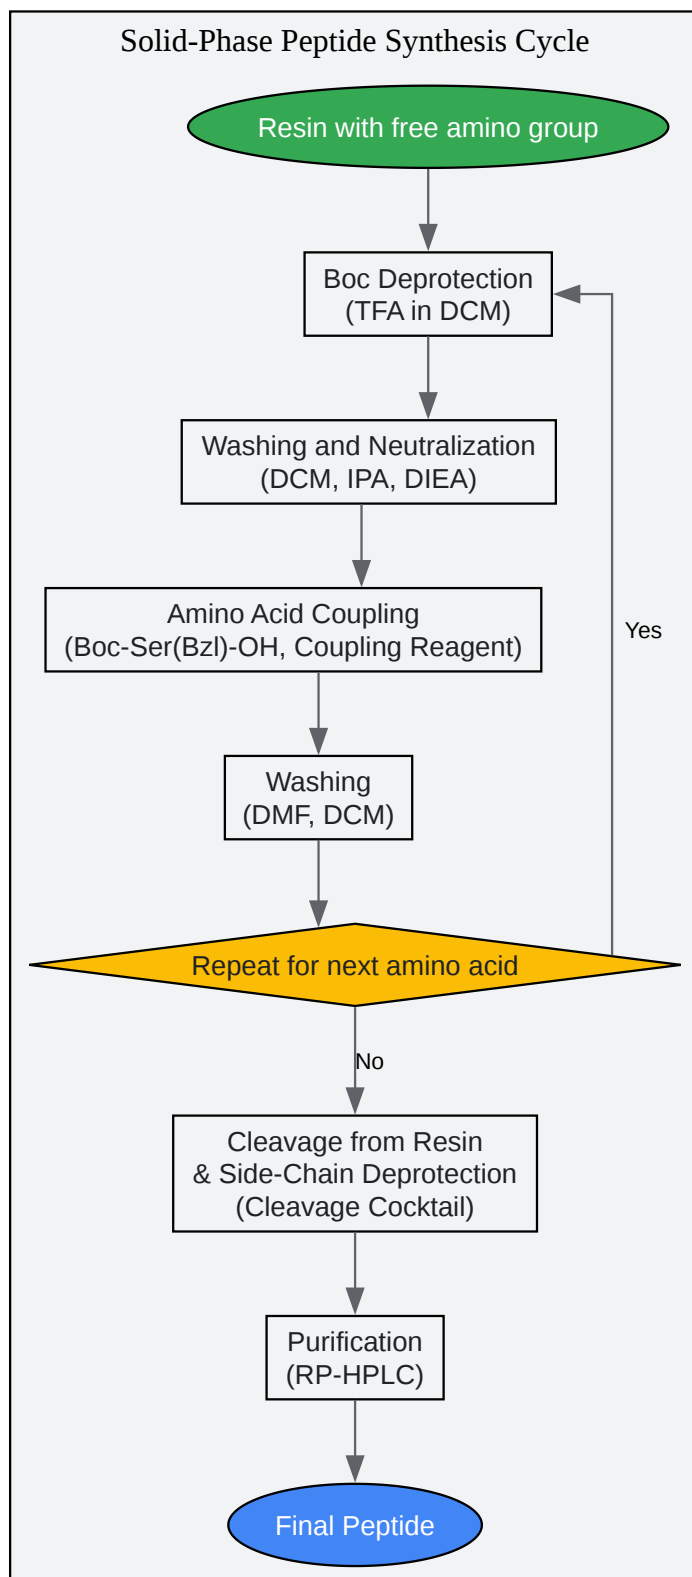 Solid-Phase Peptide Synthesis Cycle
Resin with free amino group
Boc Deprotection
(TFA in DCM)
Washing and Neutralization
(DCM, IPA, DIEA)
Amino Acid Coupling
(Boc-Ser(Bzl)-OH, Coupling Reagent)
Yes
Washing
(DMF, DCM)
Repeat for next amino acid
No
Cleavage from Resin
& Side-Chain Deprotection
(Cleavage Cocktail)
Purification
(RP-HPLC)
Final Peptide